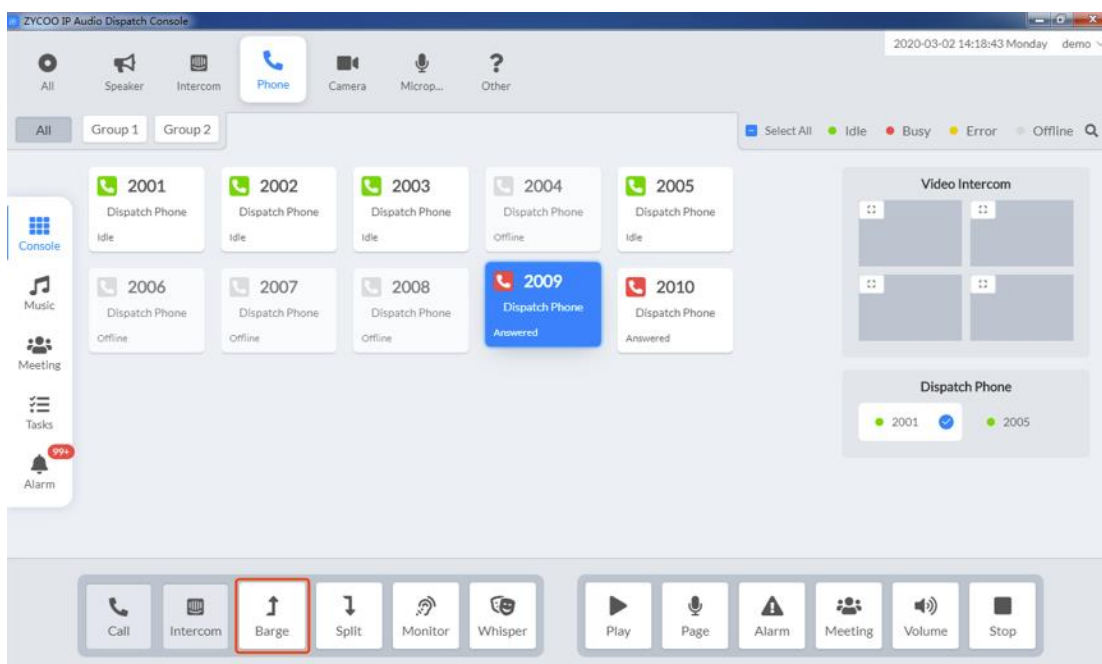 ZYCOO IP Audio Dispatch Console
2020-03-02 14:18:43 Monday demo
All Speaker Intercom Phone Camera Microp... Other
All Group 1 Group 2 Select All Idle Busy Error Offline
2001 2002 2003 2004 2005
Dispatch Phone Dispatch Phone Dispatch Phone Dispatch Phone Dispatch Phone
Idle Idle Idle Offline Idle
2006 2007 2008 2009 2010
Dispatch Phone Dispatch Phone Dispatch Phone Dispatch Phone Dispatch Phone
Offline Offline Offline Answered Answered
Console
Music
Meeting
Tasks
99+
Alarm
Video Intercom
Dispatch Phone
2001 2005
Call Intercom Barge Split Monitor Whisper Play Page Alarm Meeting Volume Stop